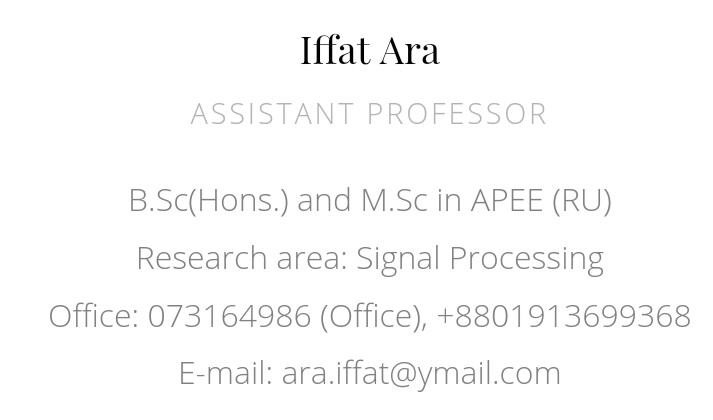 Iffat Ara
ASSISTANT PROFESSOR
B.Sc(Hons.) and M.Sc in APEE (RU)
Research area: Signal Processing
Office: 073164986 (Office), +8801913699368
E-mail: ara.iffat@ymail.com